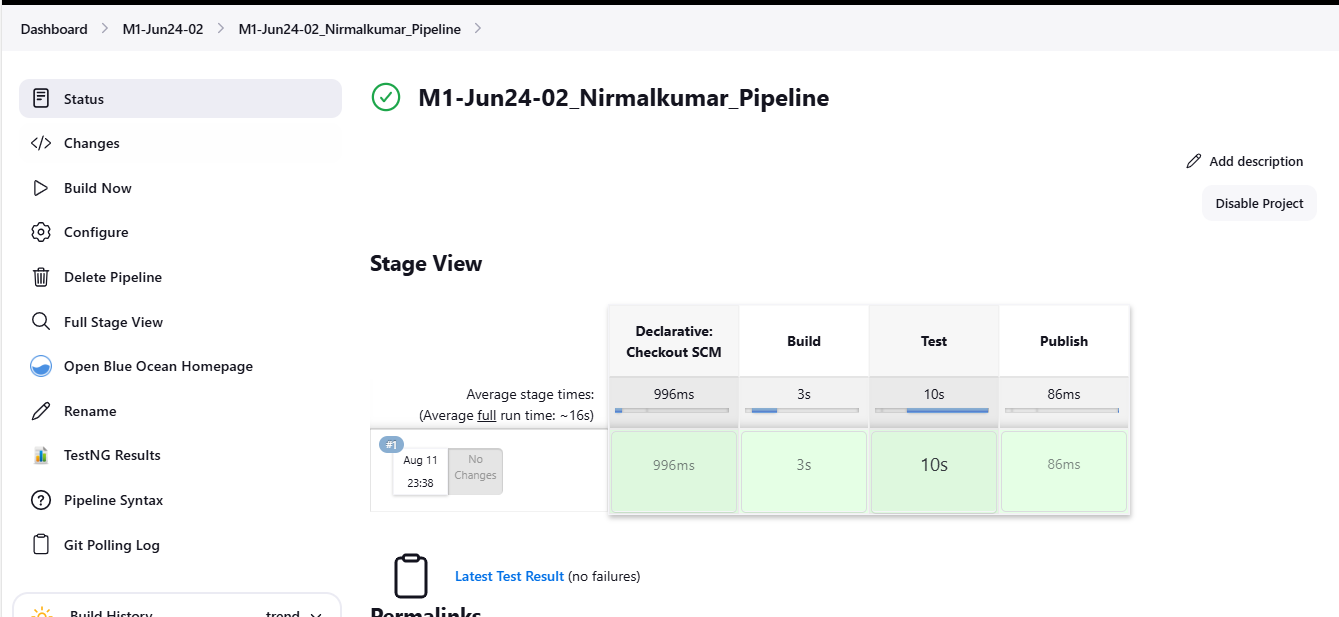 Dashboard > M1-Jun24-02 > M1-Jun24-02_Nirmalkumar_Pipeline >
Status
Changes
Build Now
Configure
Delete Pipeline
Full Stage View
Open Blue Ocean Homepage
Rename
TestNG Results
Pipeline Syntax
Git Polling Log
Build History trend
M1-Jun24-02_Nirmalkumar_Pipeline
Add description
Disable Project
Stage View
Declarative:
Checkout SCM
Build
Test
Publish
Average stage times:
(Average full run time: ~16s)
996ms
3s
10s
86ms
#1
Aug 11
23:38
No
Changes
996ms
3s
10s
86ms
Latest Test Result (no failures)
Permalinks